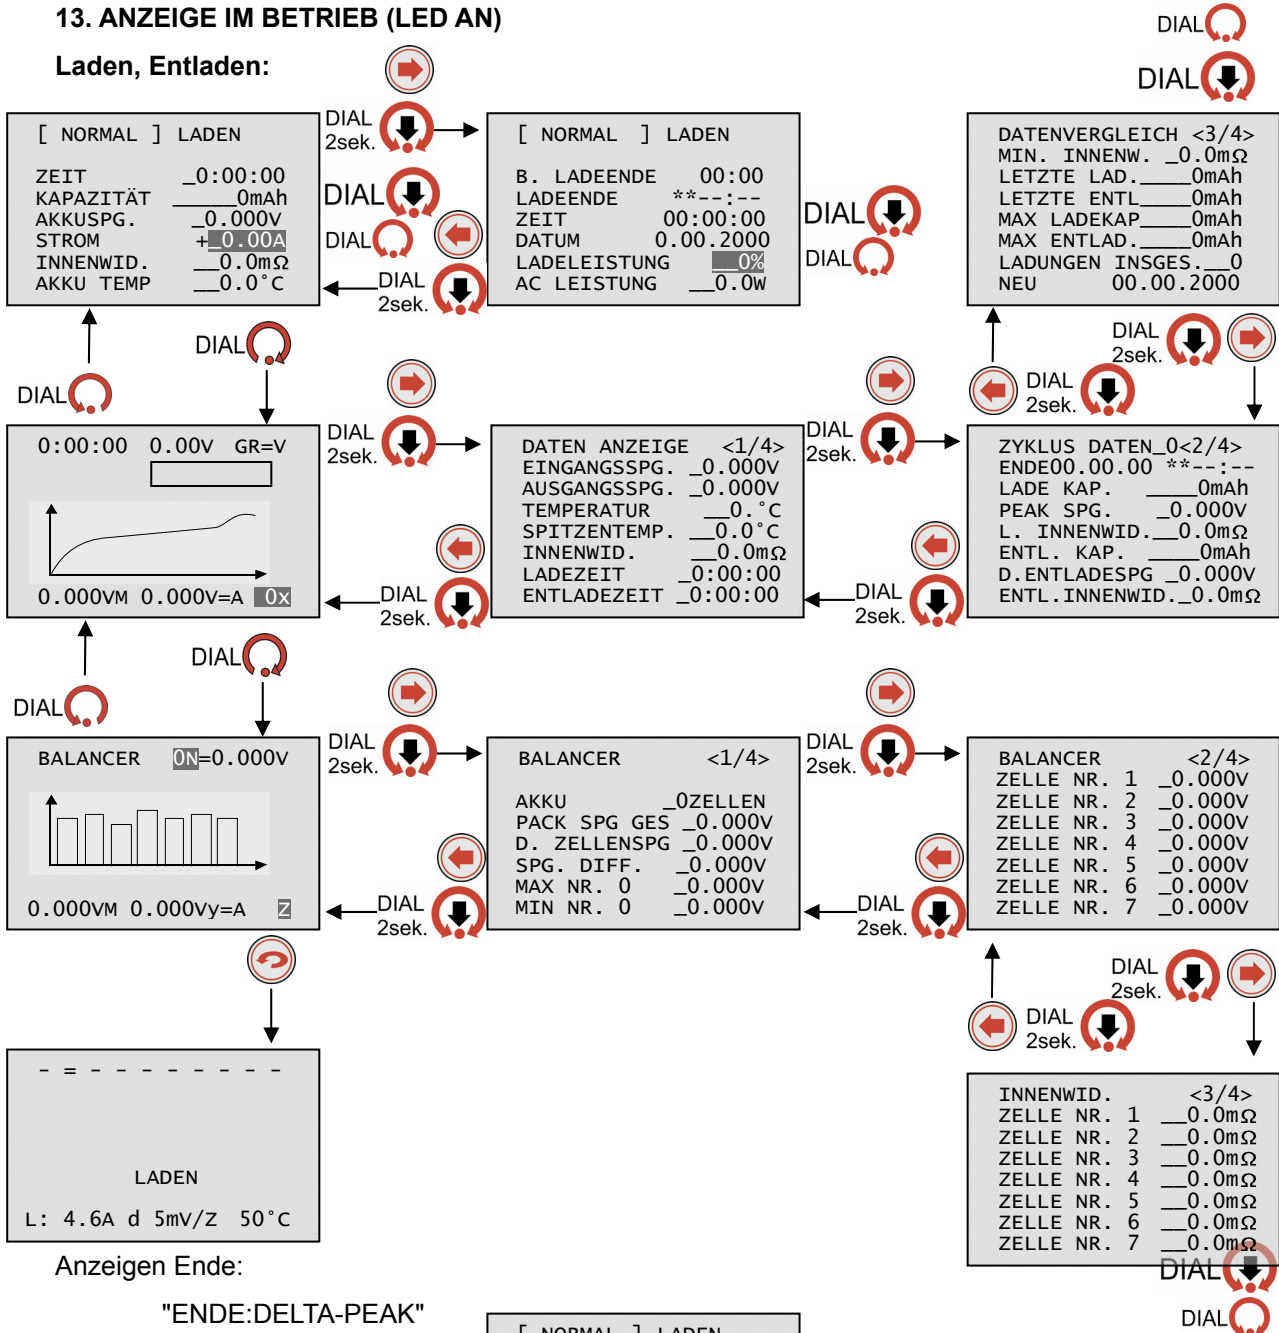 13. ANZEIGE IM BETRIEB (LED AN)
Laden, Entladen:
DIAL
DIAL
[ NORMAL ] LADEN
ZEIT _0:00:00
KAPAZITÄT _____0mAh
AKKUSPG. _0.000V
STROM +_0.00A
INNENWID. __0.0mΩ
AKKU TEMP __0.0°C
DIAL
2sek.
DIAL
DIAL
DIAL
2sek.
[ NORMAL ] LADEN
B. LADEENDE 00:00
LADEENDE **--:--
ZEIT 00:00:00
DATUM 0.00.2000
LADELEISTUNG __0%
AC LEISTUNG __0.0W
DIAL
DIAL
DATENVERGLEICH <3/4>
MIN. INNENW. _0.0mΩ
LETZTE LAD.____0mAh
LETZTE ENTL____0mAh
MAX LADEKAP____0mAh
MAX ENTLAD.____0mAh
LADUNGEN INSGES.__0
NEU 00.00.2000
DIAL
DIAL
DIAL
2sek.
DIAL
2sek.
0:00:00 0.00V GR=V
0.000VM 0.000V=A 0x
DIAL
2sek.
DIAL
2sek.
DATEN ANZEIGE <1/4>
EINGANGSSPG. _0.000V
AUSGANGSSPG. _0.000V
TEMPERATUR __0.°C
SPITZENTEMP. __0.0°C
INNENWID. __0.0mΩ
LADEZEIT _0:00:00
ENTLADEZEIT _0:00:00
DIAL
2sek.
DIAL
2sek.
ZYKLUS DATEN_0<2/4>
ENDE00.00.00 **--:--
LADE KAP. ____0mAh
PEAK SPG. _0.000V
L. INNENWID.__0.0mΩ
ENTL. KAP. ____0mAh
D.ENTLADESPG _0.000V
ENTL.INNENWID._0.0mΩ
DIAL
DIAL
BALANCER 0N=0.000V
0.000VM 0.000Vy=A Z
DIAL
2sek.
DIAL
2sek.
BALANCER <1/4>
AKKU _0ZELLEN
PACK SPG GES _0.000V
D. ZELLENSPG _0.000V
SPG. DIFF. _0.000V
MAX NR. 0 _0.000V
MIN NR. 0 _0.000V
DIAL
2sek.
DIAL
2sek.
BALANCER <2/4>
ZELLE NR. 1 _0.000V
ZELLE NR. 2 _0.000V
ZELLE NR. 3 _0.000V
ZELLE NR. 4 _0.000V
ZELLE NR. 5 _0.000V
ZELLE NR. 6 _0.000V
ZELLE NR. 7 _0.000V
DIAL
2sek.
DIAL
2sek.
- = - - - - - - - -
LADEN
L: 4.6A d 5mV/Z 50°C
INNENWID. <3/4>
ZELLE NR. 1 __0.0mΩ
ZELLE NR. 2 __0.0mΩ
ZELLE NR. 3 __0.0mΩ
ZELLE NR. 4 __0.0mΩ
ZELLE NR. 5 __0.0mΩ
ZELLE NR. 6 __0.0mΩ
ZELLE NR. 7 __0.0mΩ
DIAL
DIAL
Anzeigen Ende:
"ENDE:DELTA-PEAK"
[ NORMAL ] LADEN